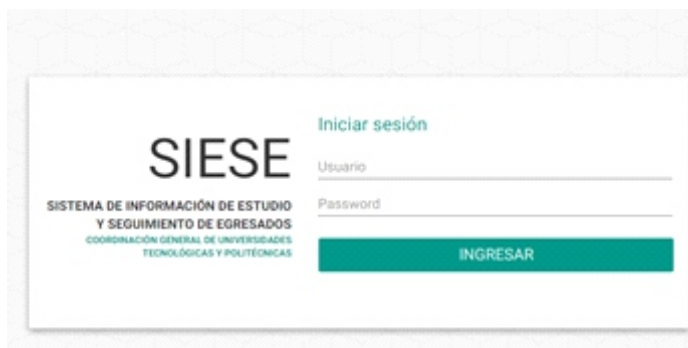 SIESE
SISTEMA DE INFORMACIÓN DE ESTUDIO
Y SEGUIMIENTO DE EGRESADOS
COORDINACIÓN GENERAL DE UNIVERSIDADES
TECNOLÓGICAS Y POLITÉCNICAS
Iniciar sesión
Usuario
Password
INGRESAR